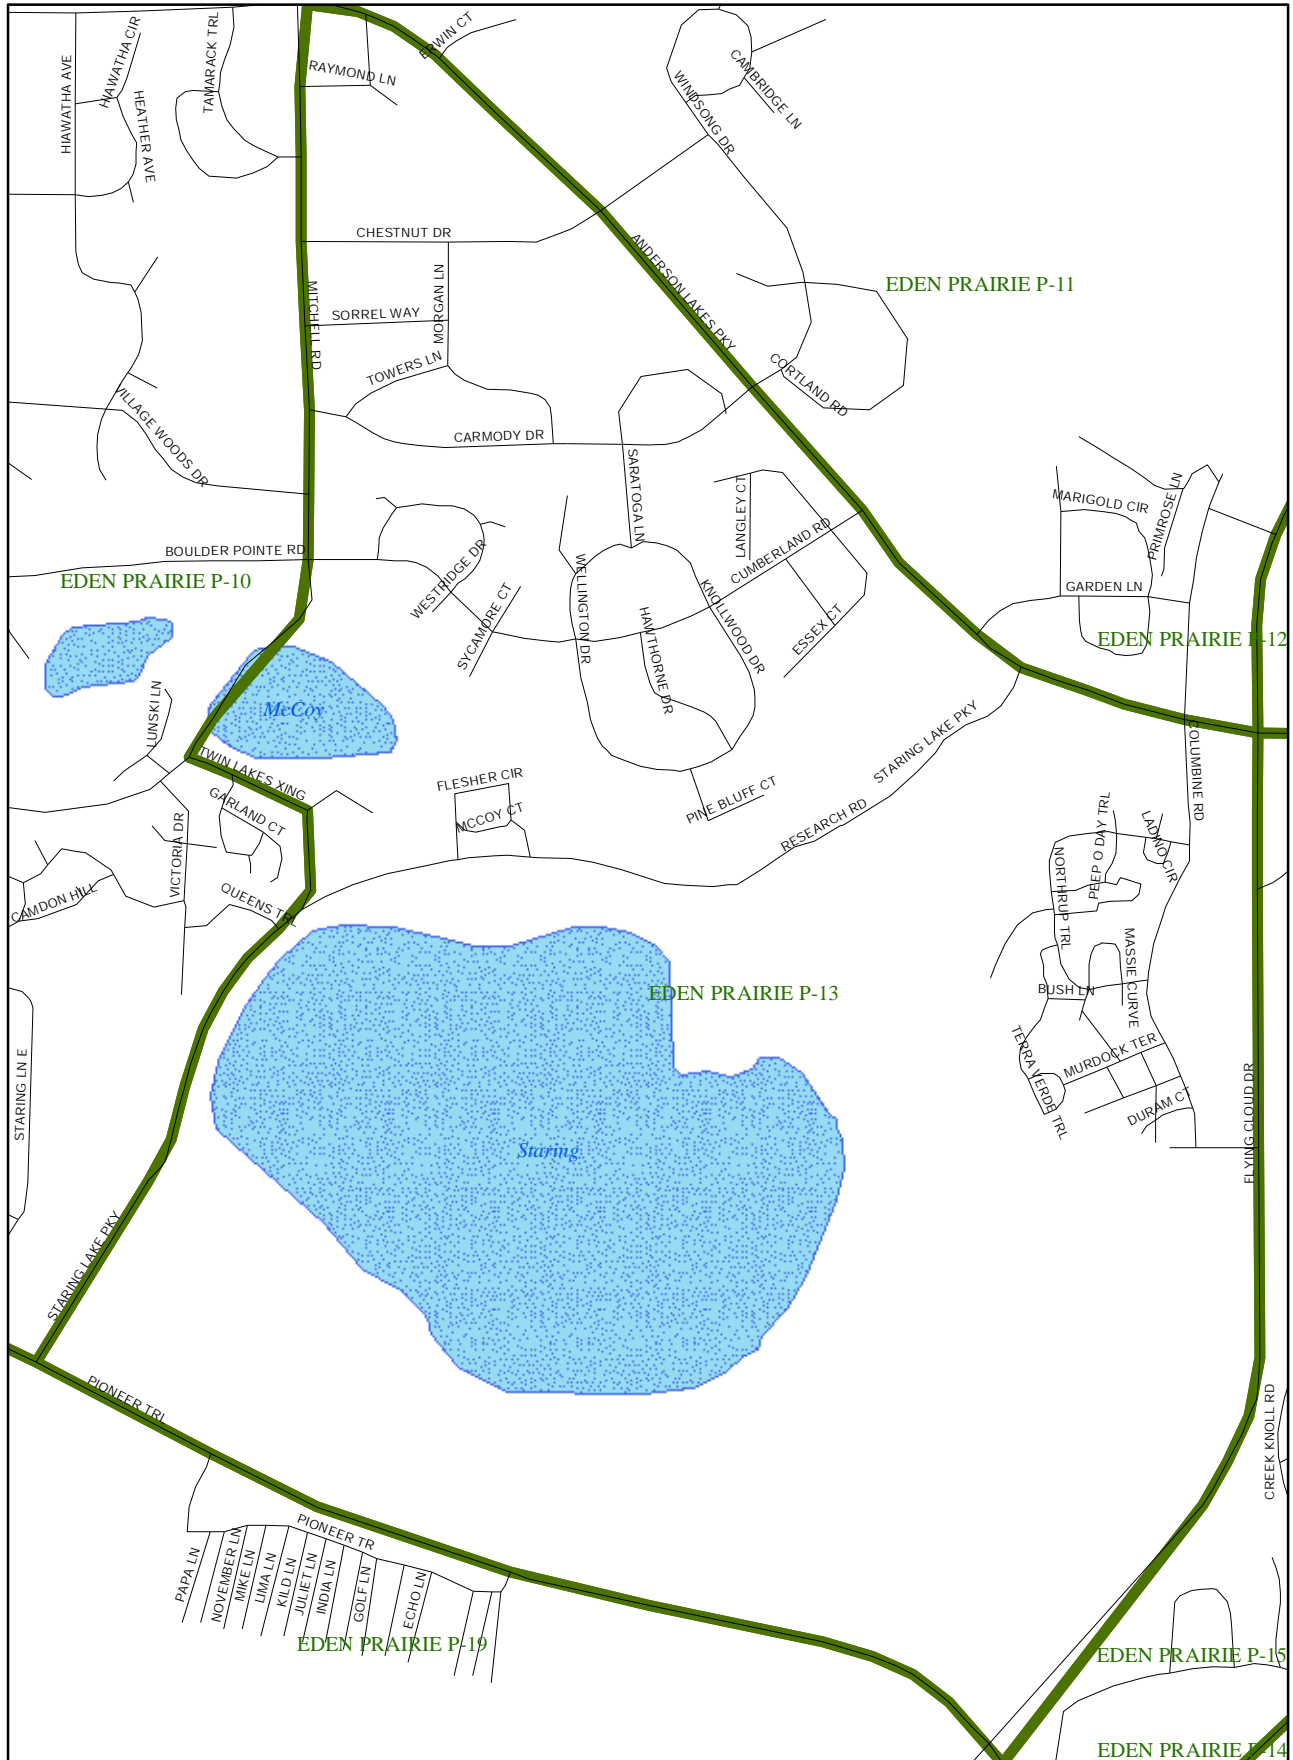 HIAWATHA AVE
HIAWATHA CIR
HEATHER AVE
TAMARACK TRL
RAYMOND LN
ERWIN CT
WINDSONG DR
CAMBRIDGE LN
CHESTNUT DR
MORGAN LN
MITCHELL RD
SORREL WAY
TOWERS LN
ANDERSON LAKES PKY
EDEN PRAIRIE P-11
CORTLAND RD
VILLAGE WOODS DR
CARMODY DR
SARATOGA LN
LANGLEY CT
CUMBERLAND RD
MARIGOLD CIR
PRIMROSE LN
BOULDER POINTE RD
EDEN PRAIRIE P-10
WESTRIDGE DR
SYCAMORE CT
WELLINGTON DR
HAWTHORNE DR
KNOLLWOOD DR
ESSEX CT
GARDEN LN
EDEN PRAIRIE P-12
LUNSKI LN
McCoy
TWIN LAKES XING
GARLAND CT
FLESHER CIR
MCCOY CT
PINE BLUFF CT
STARING LAKE PKY
RESEARCH RD
COLUMBINE RD
PEEP O DAY TRL
LADINO CIR
NORTHRUP TRL
VICTORIA DR
CAMDON HILL
QUEENS TRL
EDEN PRAIRIE P-13
MASSIE CURVE
BUSH LN
TERRA VERDE TRL
MURDOCK TER
DURAM CT
STARING LN E
Staring
FLYING CLOUD DR
STARING LAKE PKY
PIONEER TRL
CREEK KNOLL RD
PIONEER TR
PAPA LN
NOVEMBER LN
MIKE LN
LIMA LN
KILD LN
JULIET LN
INDIA LN
GOLF LN
ECHO LN
EDEN PRAIRIE P-19
EDEN PRAIRIE P-15
EDEN PRAIRIE P-14